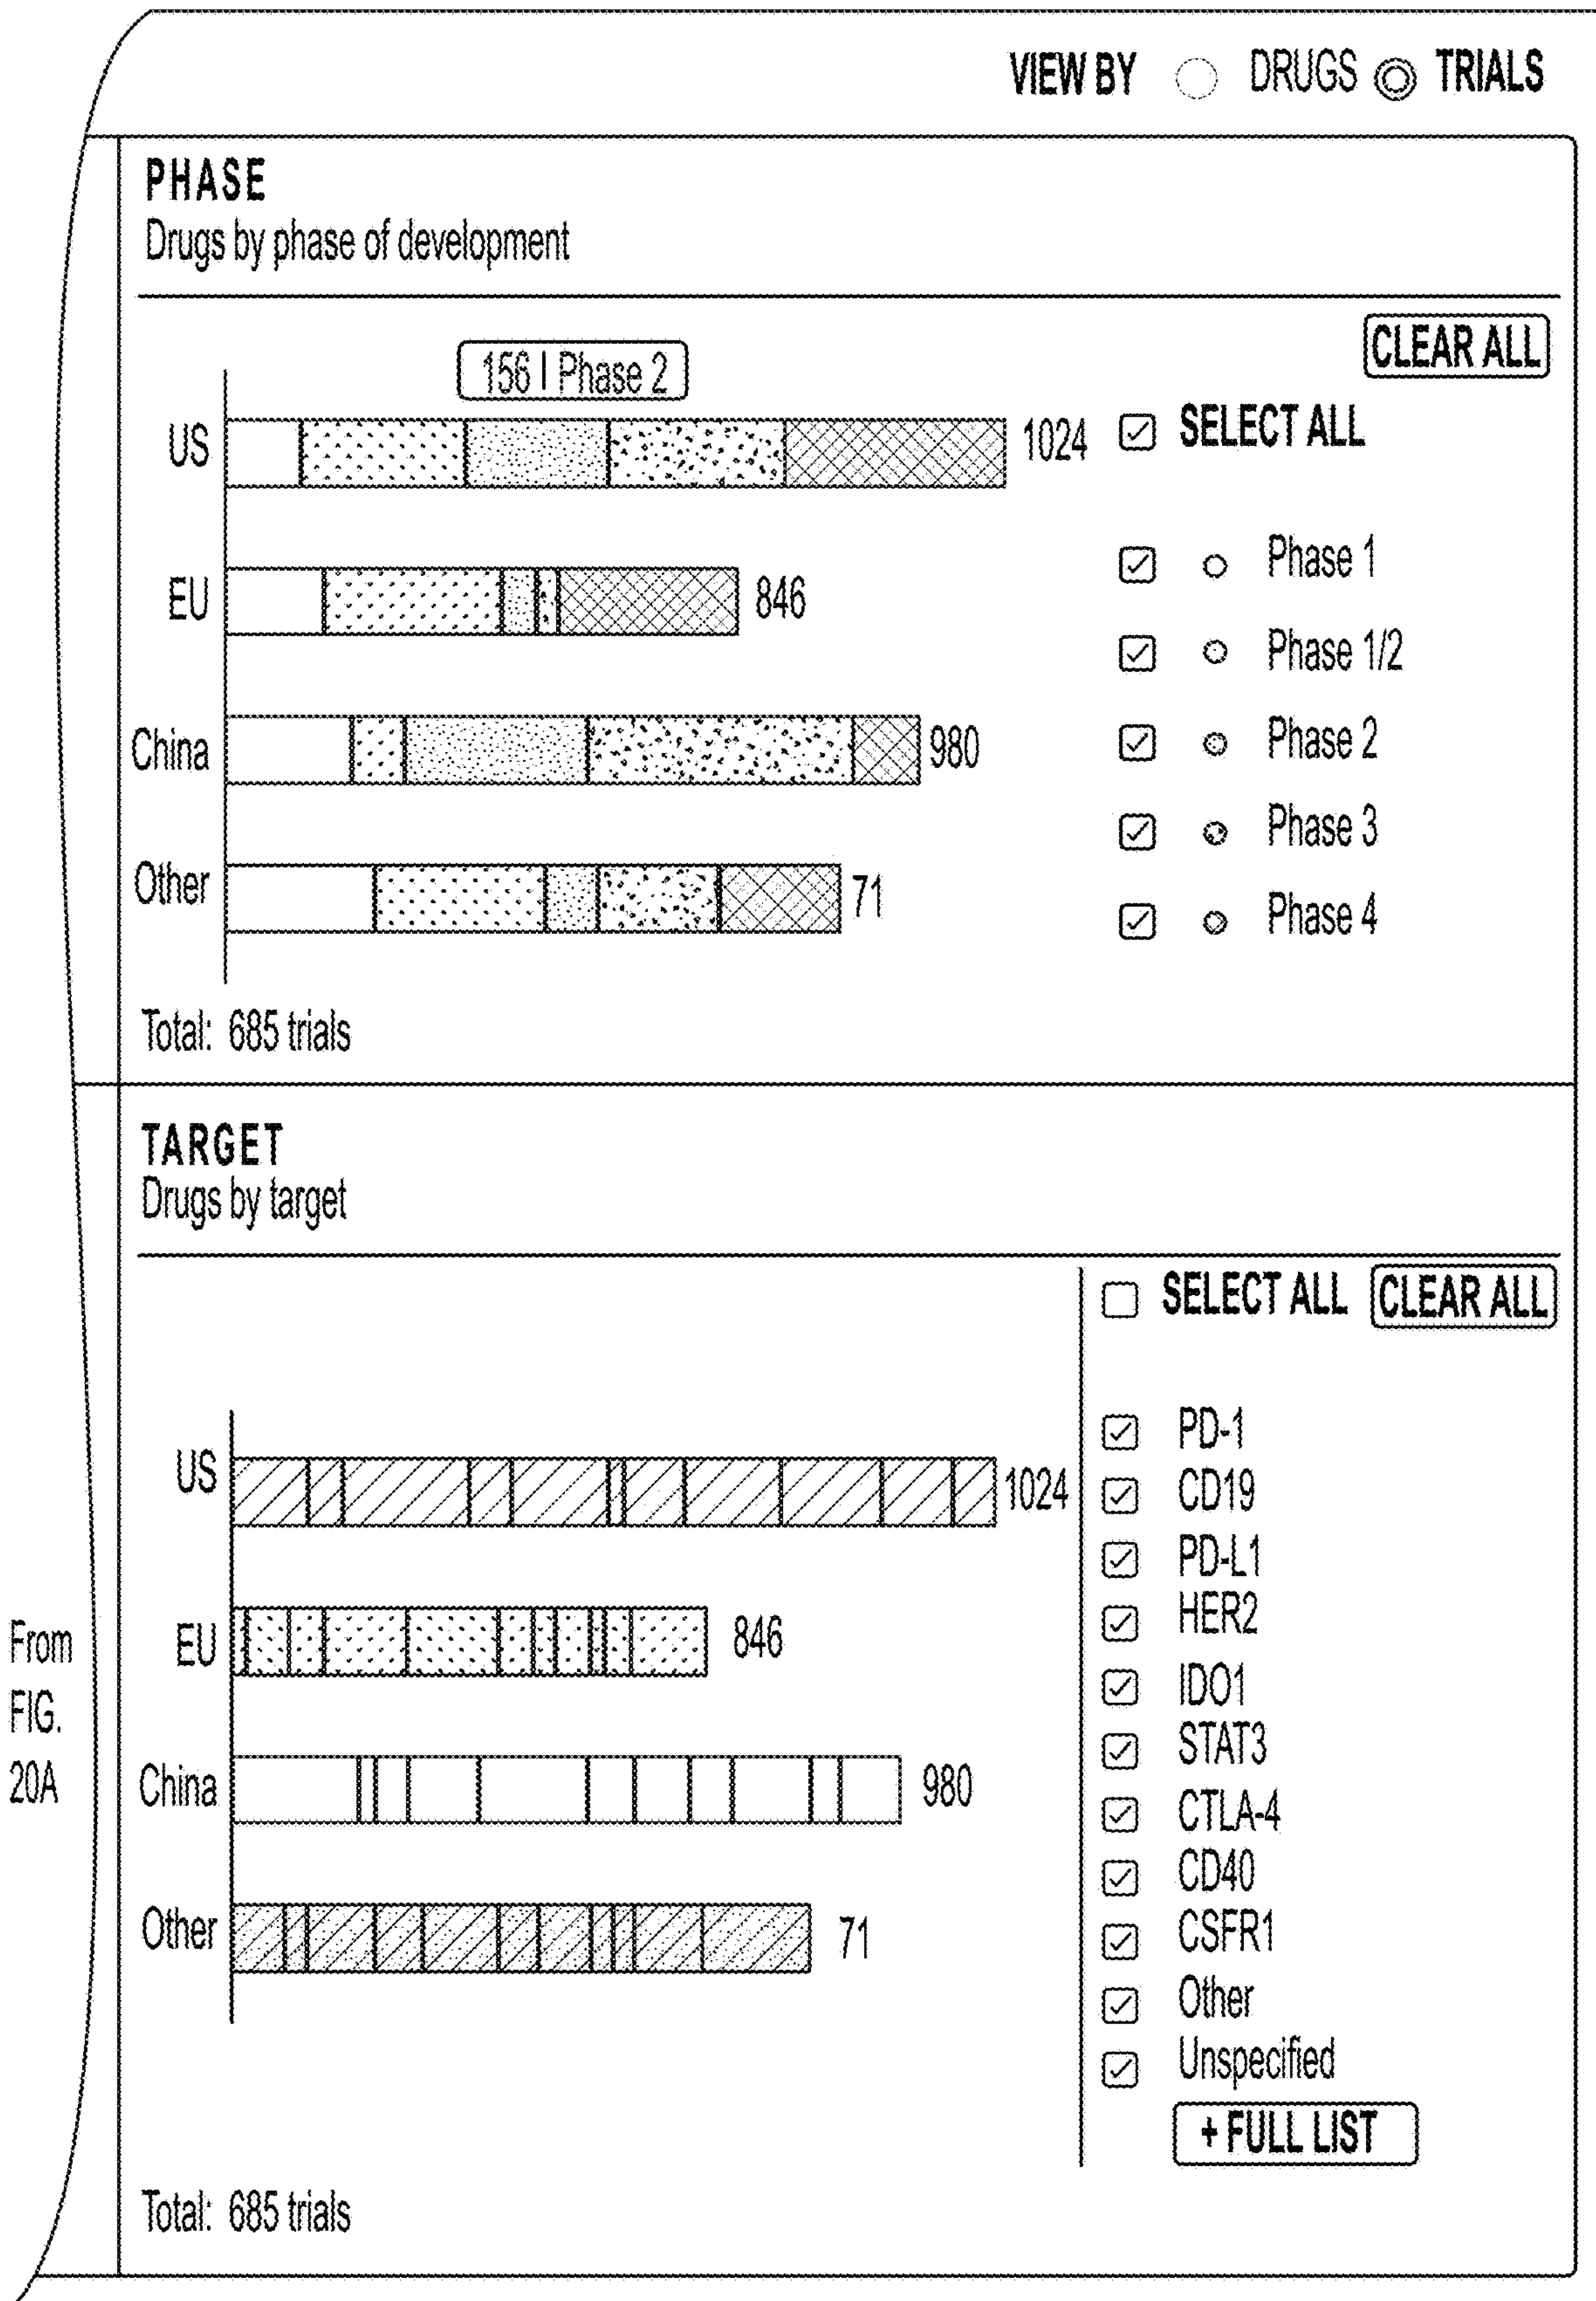 VIEW BY DRUGS TRIALS
PHASE
Drugs by phase of development
CLEAR ALL
156 | Phase 2
US 1024
SELECT ALL
EU 846
China 980
Other 71
Phase 1
Phase 1/2
Phase 2
Phase 3
Phase 4
Total: 685 trials
TARGET
Drugs by target
SELECT ALL CLEAR ALL
US 1024
EU 846
China 980
Other 71
PD-1
CD19
PD-L1
HER2
IDO1
STAT3
CTLA-4
CD40
CSFR1
Other
Unspecified
+ FULL LIST
Total: 685 trials
From
FIG.
20A